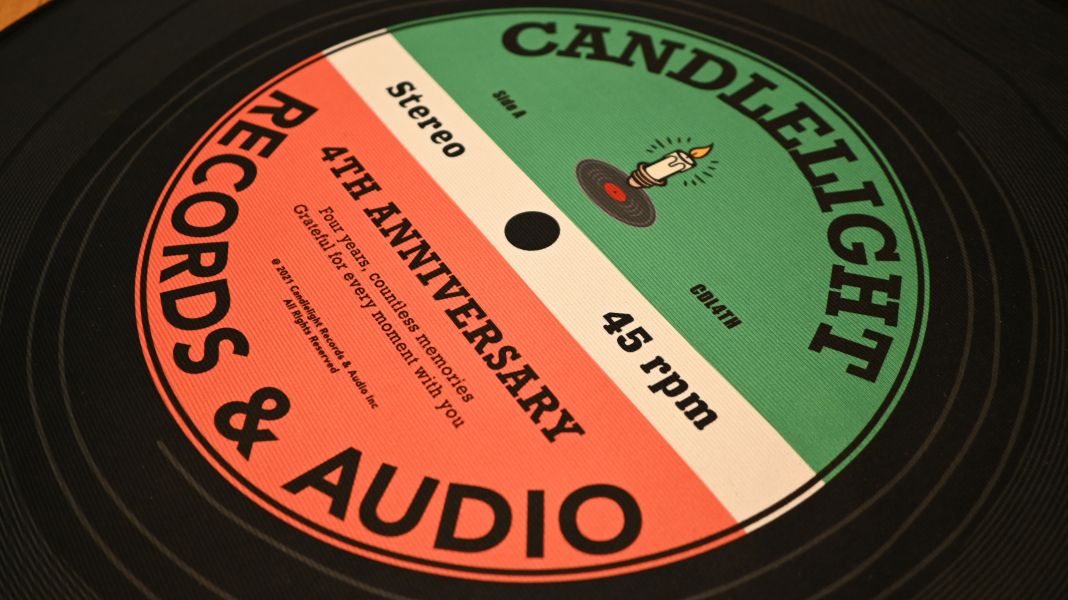 CANDLELIGHT
Side A
CDL4TH
Stereo
45 rpm
4TH ANNIVERSARY
Four years, countless memories
Grateful for every moment with you
@ 2021 Candlelight Records & Audio Inc
All Rights Reserved
RECORDS & AUDIO